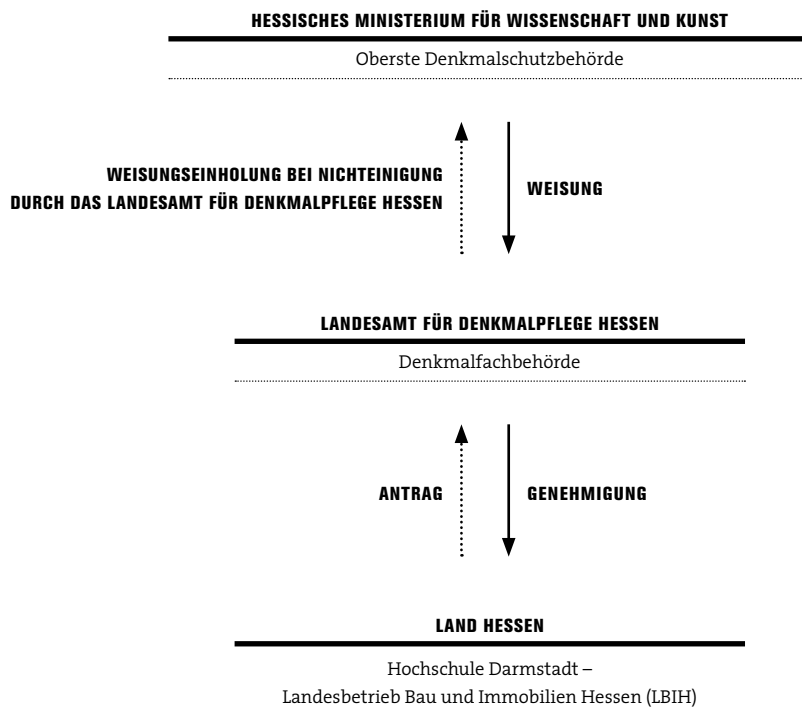 HESSISCHES MINISTERIUM FÜR WISSENSCHAFT UND KUNST
Oberste Denkmalschutzbehörde
WEISUNGSEINHOLUNG BEI NICHTEINIGUNG
DURCH DAS LANDESAMT FÜR DENKMALPFLEGE HESSEN
WEISUNG
LANDESAMT FÜR DENKMALPFLEGE HESSEN
Denkmalfachbehörde
ANTRAG
GENEHMIGUNG
LAND HESSEN
Hochschule Darmstadt –
Landesbetrieb Bau und Immobilien Hessen (LBIH)